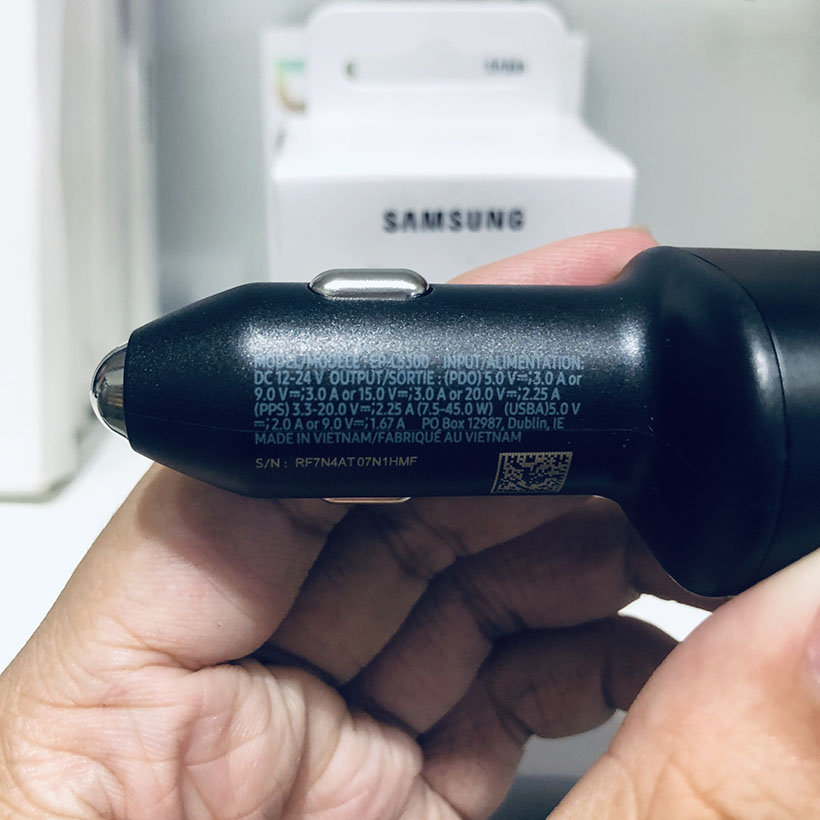 SAMSUNG
MODEL/MODÈLE : EP-L5300 INPUT/ALIMENTATION:
DC 12-24 V OUTPUT/SORTIE : (PDO) 5.0 V⎓3.0 A or
9.0 V⎓3.0 A or 15.0 V⎓3.0 A or 20.0 V⎓2.25 A
(PPS) 3.3-20.0 V⎓2.25 A (7.5-45.0 W) (USBA)5.0 V
⎓2.0 A or 9.0 V⎓1.67 A PO Box 12987, Dublin, IE
MADE IN VIETNAM/FABRIQUÉ AU VIETNAM
S/N : RF7N4AT07N1HMF